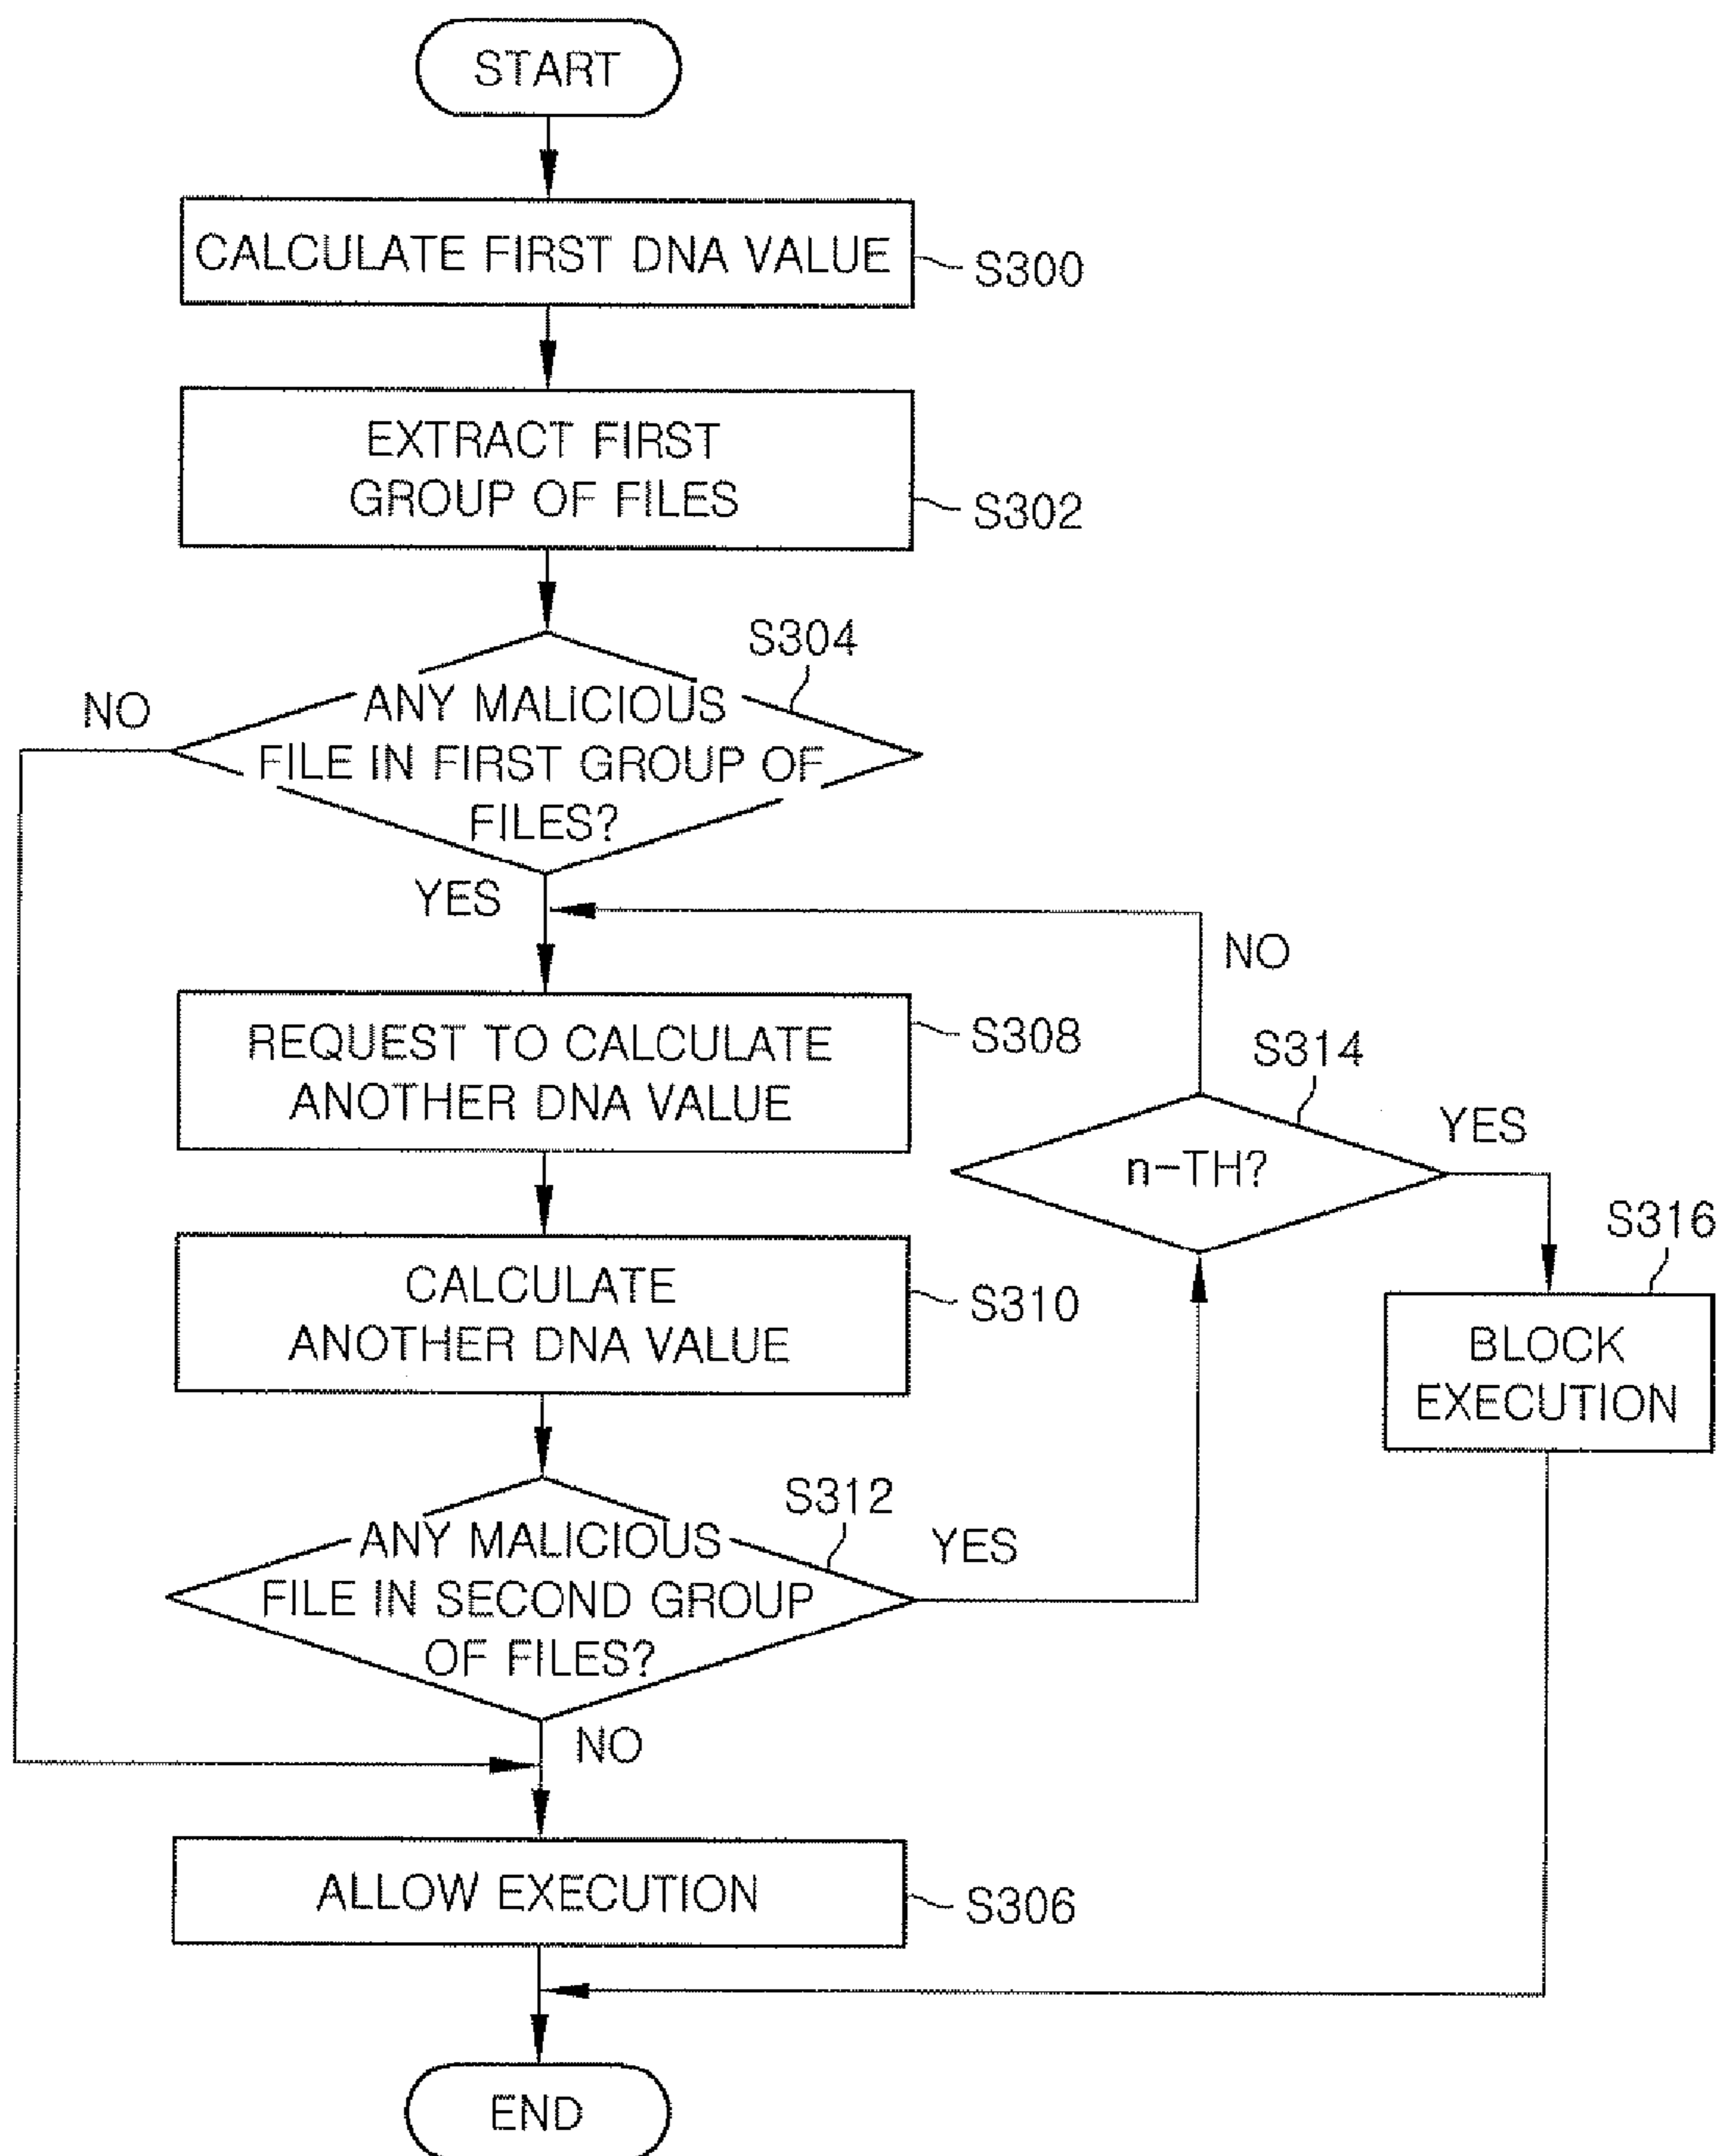 START
CALCULATE FIRST DNA VALUE
S300
EXTRACT FIRST
GROUP OF FILES
S302
S304
NO
ANY MALICIOUS
FILE IN FIRST GROUP OF
FILES?
YES
NO
REQUEST TO CALCULATE
ANOTHER DNA VALUE
S308
S314
n-TH?
YES
S316
BLOCK
EXECUTION
CALCULATE
ANOTHER DNA VALUE
S310
S312
ANY MALICIOUS
FILE IN SECOND GROUP
OF FILES?
YES
NO
ALLOW EXECUTION
S306
END